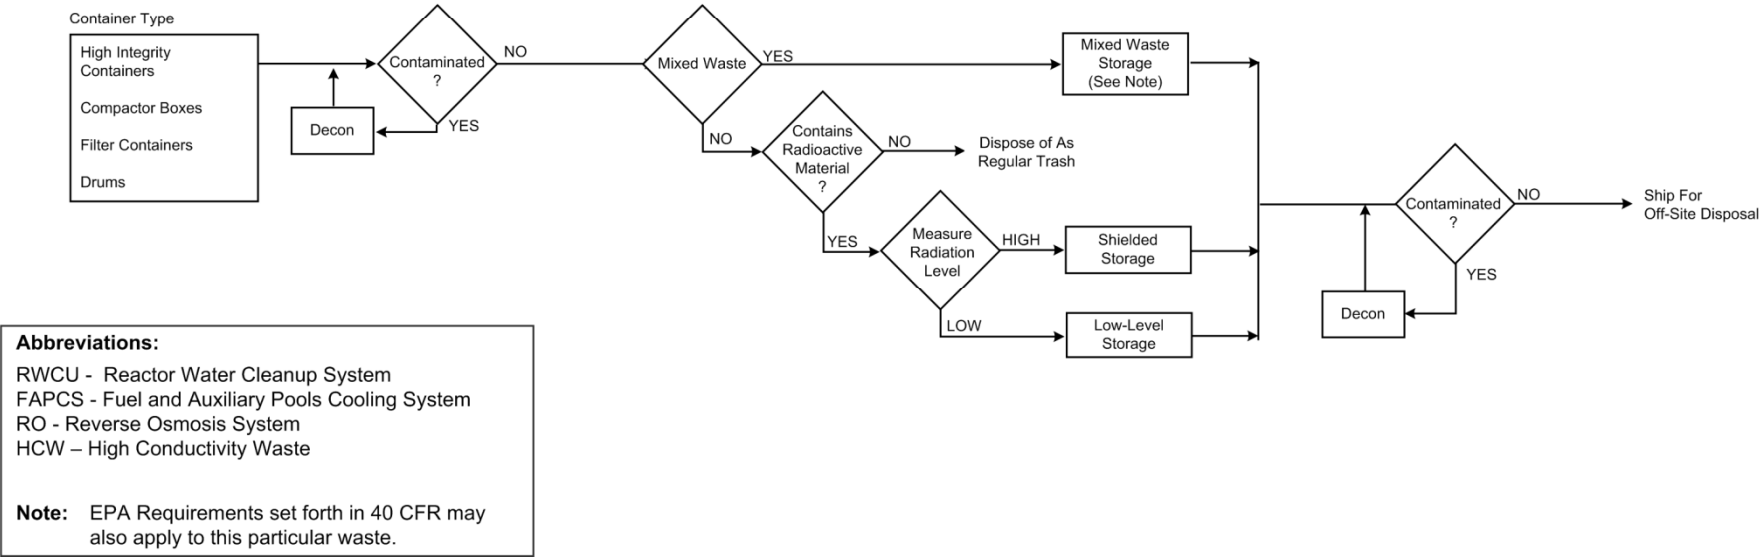 Container Type
High Integrity
Containers
Compactor Boxes
Filter Containers
Drums
Contaminated
?
NO
YES
Decon
Mixed Waste
YES
NO
Mixed Waste
Storage
(See Note)
Contains
Radioactive
Material
?
NO
YES
Dispose of As
Regular Trash
Measure
Radiation
Level
HIGH
LOW
Shielded
Storage
Low-Level
Storage
Contaminated
?
NO
YES
Decon
Ship For
Off-Site Disposal
Abbreviations:
RWCU - Reactor Water Cleanup System
FAPCS - Fuel and Auxiliary Pools Cooling System
RO - Reverse Osmosis System
HCW – High Conductivity Waste
Note: EPA Requirements set forth in 40 CFR may
also apply to this particular waste.